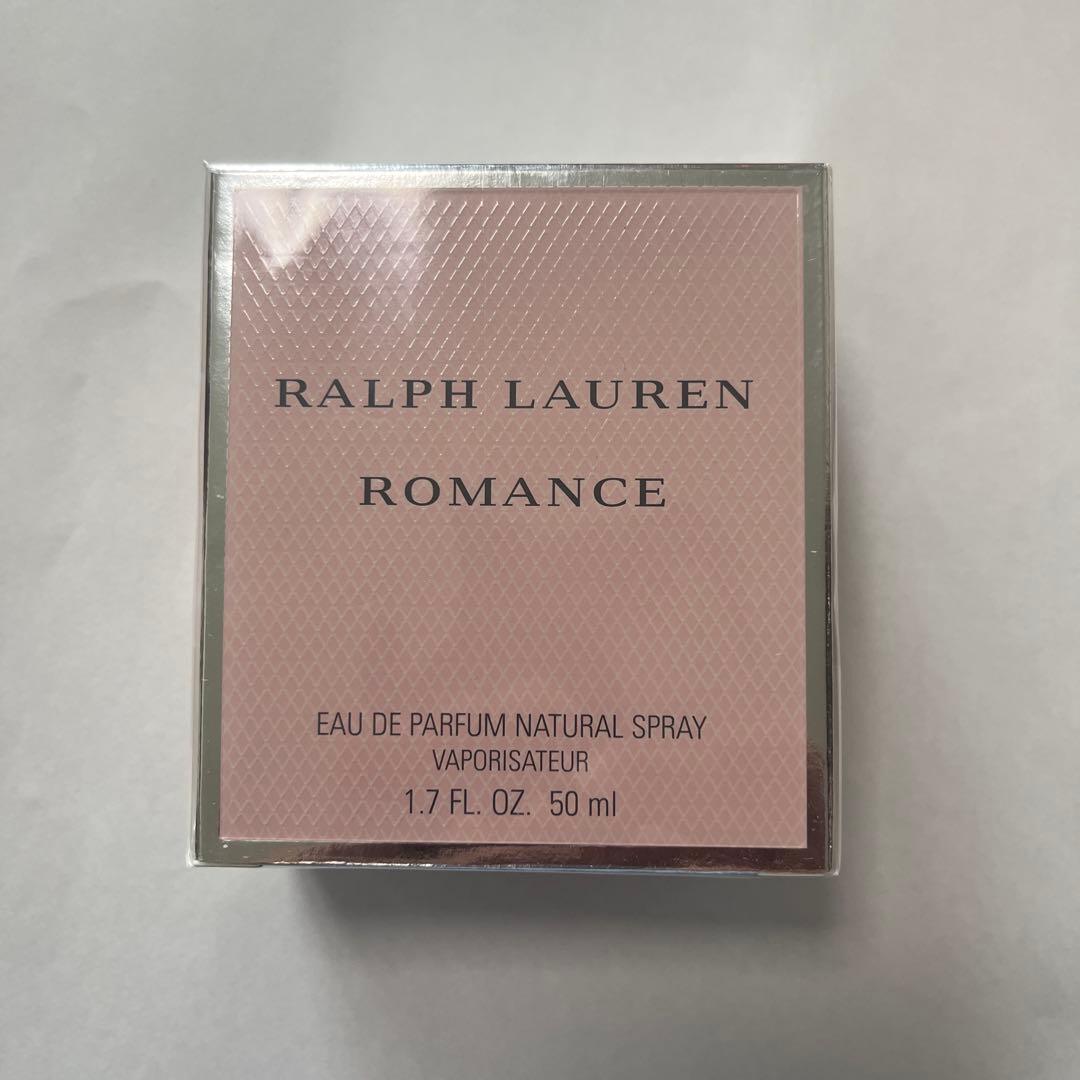 RALPH LAUREN
ROMANCE
EAU DE PARFUM NATURAL SPRAY
VAPORISATEUR
1.7 FL. OZ. 50 ml